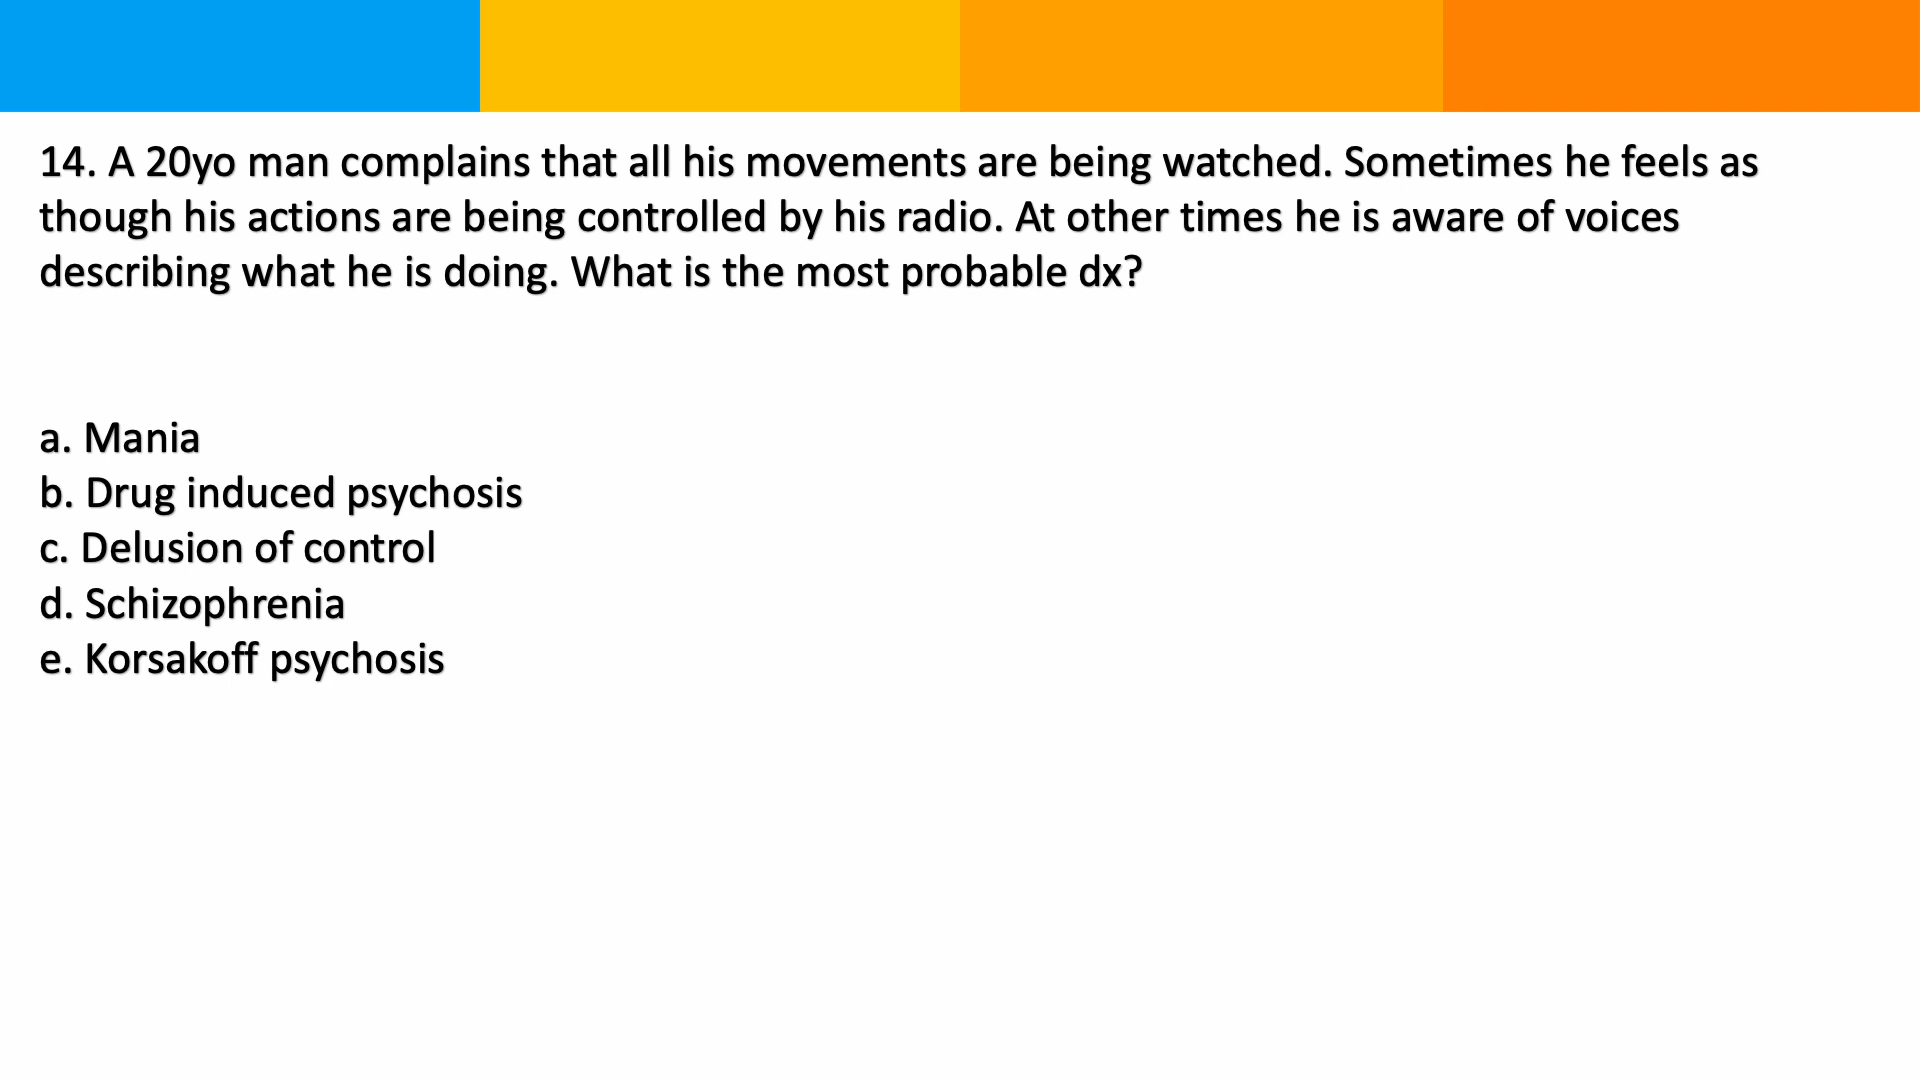 14. A 20yo man complains that all his movements are being watched. Sometimes he feels as
though his actions are being controlled by his radio. At other times he is aware of voices
describing what he is doing. What is the most probable dx?
a. Mania
b. Drug induced psychosis
c. Delusion of control
d. Schizophrenia
e. Korsakoff psychosis